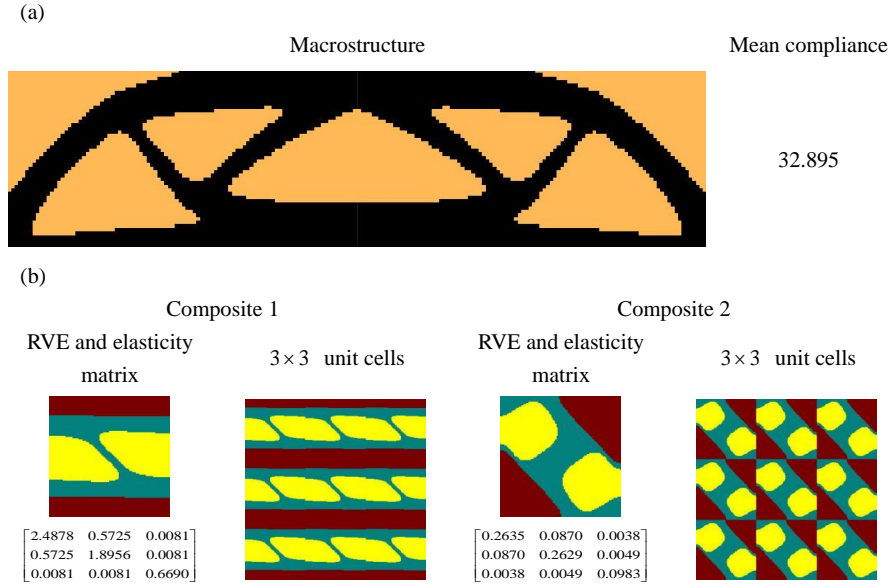 (a)
Macrostructure Mean compliance
32.895
(b)
Composite 1 Composite 2
RVE and elasticity matrix 3 × 3 unit cells RVE and elasticity matrix 3 × 3 unit cells
[2.4878 0.5725 0.0081] [0.2635 0.0870 0.0038]
[0.5725 1.8956 0.0081] [0.0870 0.2629 0.0049]
[0.0081 0.0081 0.6690] [0.0038 0.0049 0.0983]